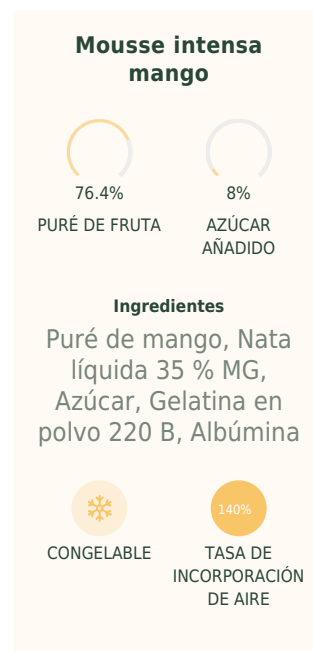 Mousse intensa
mango
76.4%
PURÉ DE FRUTA
8%
AZÚCAR
AÑADIDO
Ingredientes
Puré de mango, Nata
líquida 35 % MG,
Azúcar, Gelatina en
polvo 220 B, Albúmina
CONGELABLE
140%
TASA DE
INCORPORACIÓN
DE AIRE